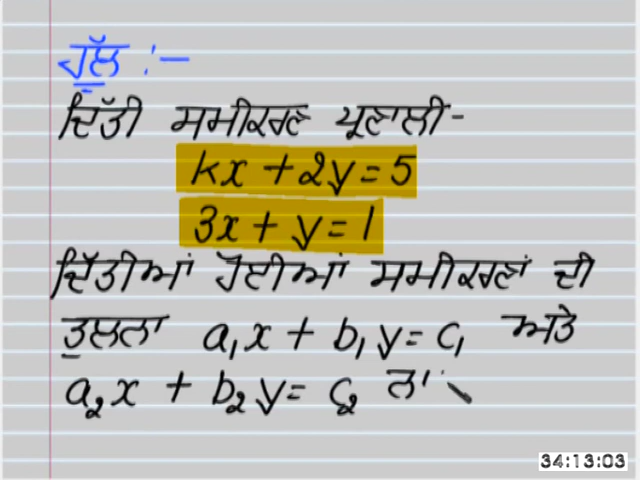 ਹੱਲ :-
ਦਿੱਤੀ ਸਮੀਕਰਣ ਪ੍ਰਣਾਲੀ-
kx + 2y = 5
3x + y = 1
ਦਿੱਤੀਆਂ ਹੋਈਆਂ ਸਮੀਕਰਣਾਂ ਦੀ
ਤੁਲਨਾ a₁x + b₁y = c₁ ਅਤੇ
a₂x + b₂y = c₂ ਨਾ
34:13:03